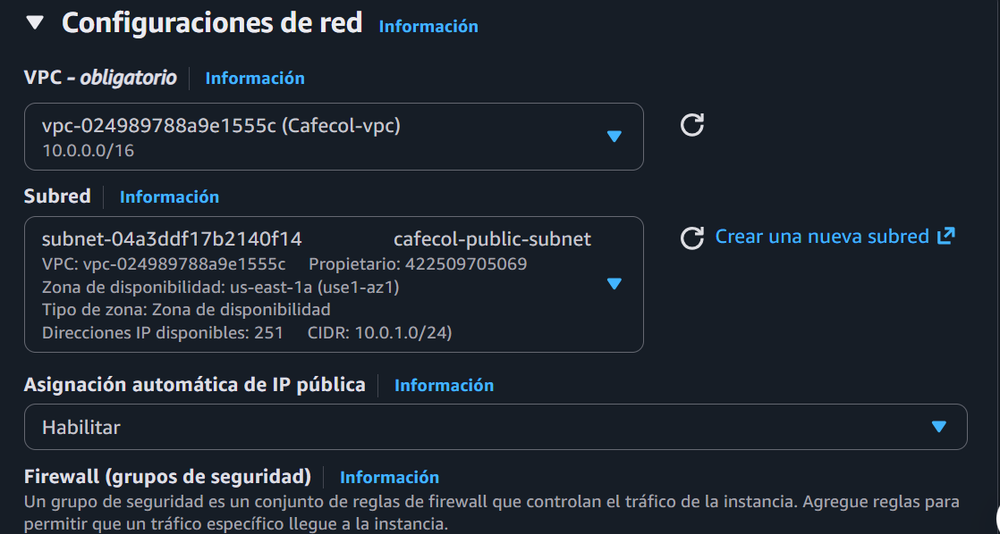 Configuraciones de red Información
VPC - obligatorio Información
vpc-024989788a9e1555c (Cafecol-vpc)
10.0.0.0/16
Subred Información
subnet-04a3ddf17b2140f14 cafecol-public-subnet
VPC: vpc-024989788a9e1555c Propietario: 422509705069
Zona de disponibilidad: us-east-1a (use1-az1)
Tipo de zona: Zona de disponibilidad
Direcciones IP disponibles: 251 CIDR: 10.0.1.0/24)
Crear una nueva subred
Asignación automática de IP pública Información
Habilitar
Firewall (grupos de seguridad) Información
Un grupo de seguridad es un conjunto de reglas de firewall que controlan el tráfico de la instancia. Agregue reglas para
permitir que un tráfico específico llegue a la instancia.